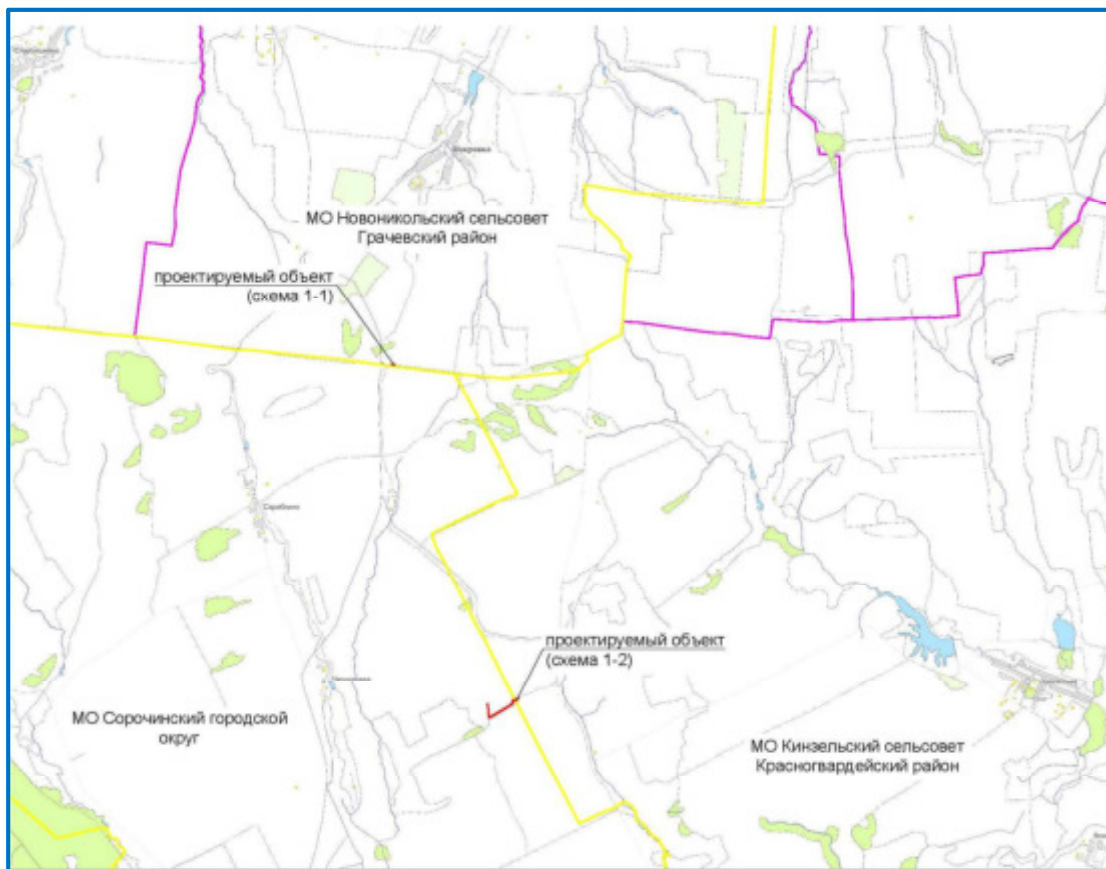 МО Новоникольский сельсовет
Грачевский район
проектируемый объект
(схема 1-1)
проектируемый объект
(схема 1-2)
МО Сорочинский городской
округ
МО Кинзельский сельсовет
Красногвардейский район